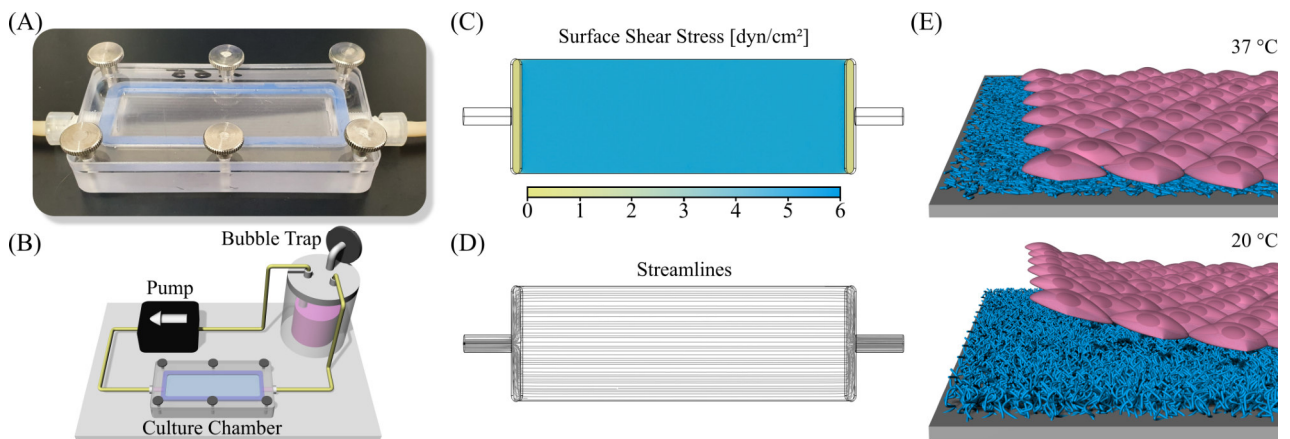 (A)
(B)
Bubble Trap
Pump
Culture Chamber
(C)
Surface Shear Stress [dyn/cm²]
0 1 2 3 4 5 6
(D)
Streamlines
(E)
37 °C
20 °C